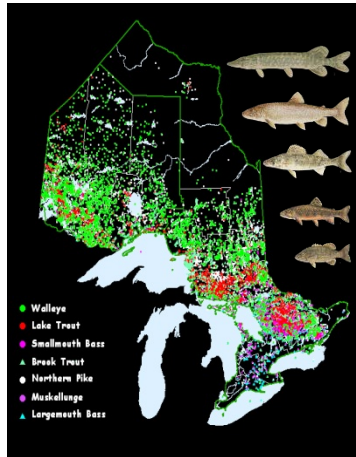 Walleye
Lake Trout
Smallmouth Bass
Brook Trout
Northern Pike
Muskellunge
Largemouth Bass